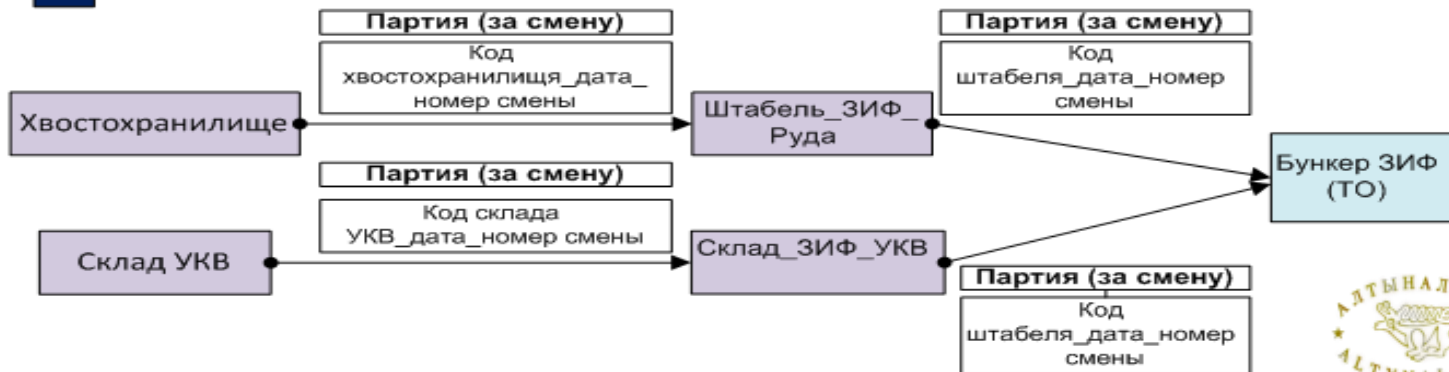 Партия (за смену)
Код
хвостохранилищя_дата_
номер смены
Партия (за смену)
Код
штабеля_дата_номер
смены
Хвостохранилище
Штабель_ЗИФ_
Руда
Бункер ЗИФ
(ТО)
Партия (за смену)
Код склада
УКВ_дата_номер смены
Склад УКВ
Склад_ЗИФ_УКВ
Партия (за смену)
Код
штабеля_дата_номер
смены